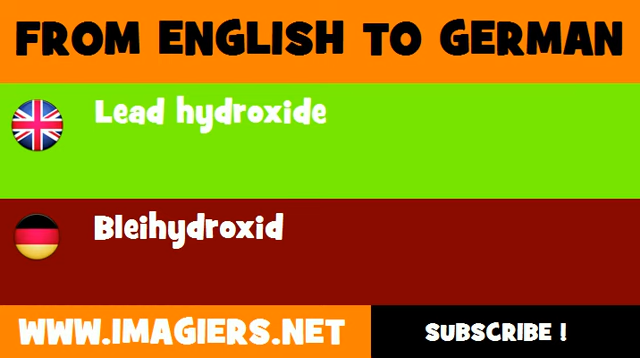 FROM ENGLISH TO GERMAN
Lead hydroxide
Bleihydroxid
WWW.IMAGIERS.NET
SUBSCRIBE !